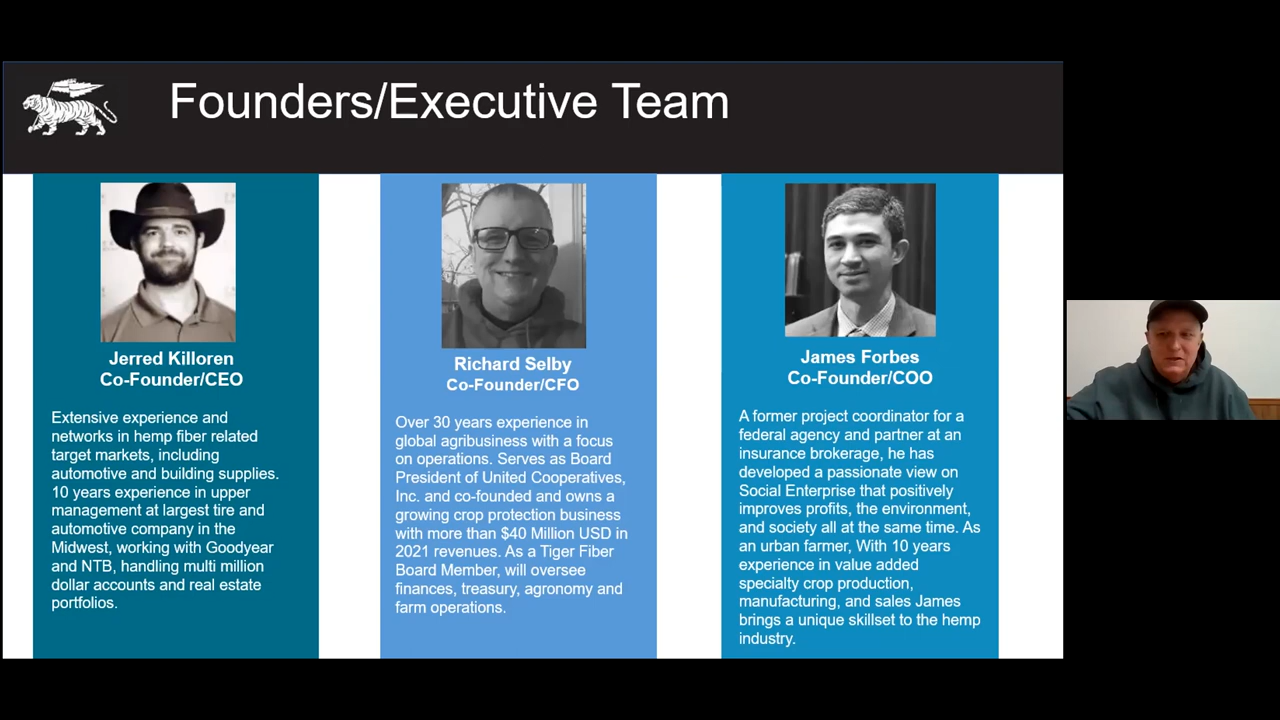 Founders/Executive Team
Jerred Killoren
Co-Founder/CEO
Extensive experience and
networks in hemp fiber related
target markets, including
automotive and building supplies.
10 years experience in upper
management at largest tire and
automotive company in the
Midwest, working with Goodyear
and NTB, handling multi million
dollar accounts and real estate
portfolios.
Richard Selby
Co-Founder/CFO
Over 30 years experience in
global agribusiness with a focus
on operations. Serves as Board
President of United Cooperatives,
Inc. and co-founded and owns a
growing crop protection business
with more than $40 Million USD in
2021 revenues. As a Tiger Fiber
Board Member, will oversee
finances, treasury, agronomy and
farm operations.
James Forbes
Co-Founder/COO
A former project coordinator for a
federal agency and partner at an
insurance brokerage, he has
developed a passionate view on
Social Enterprise that positively
improves profits, the environment,
and society all at the same time. As
an urban farmer, With 10 years
experience in value added
specialty crop production,
manufacturing, and sales James
brings a unique skillset to the hemp
industry.